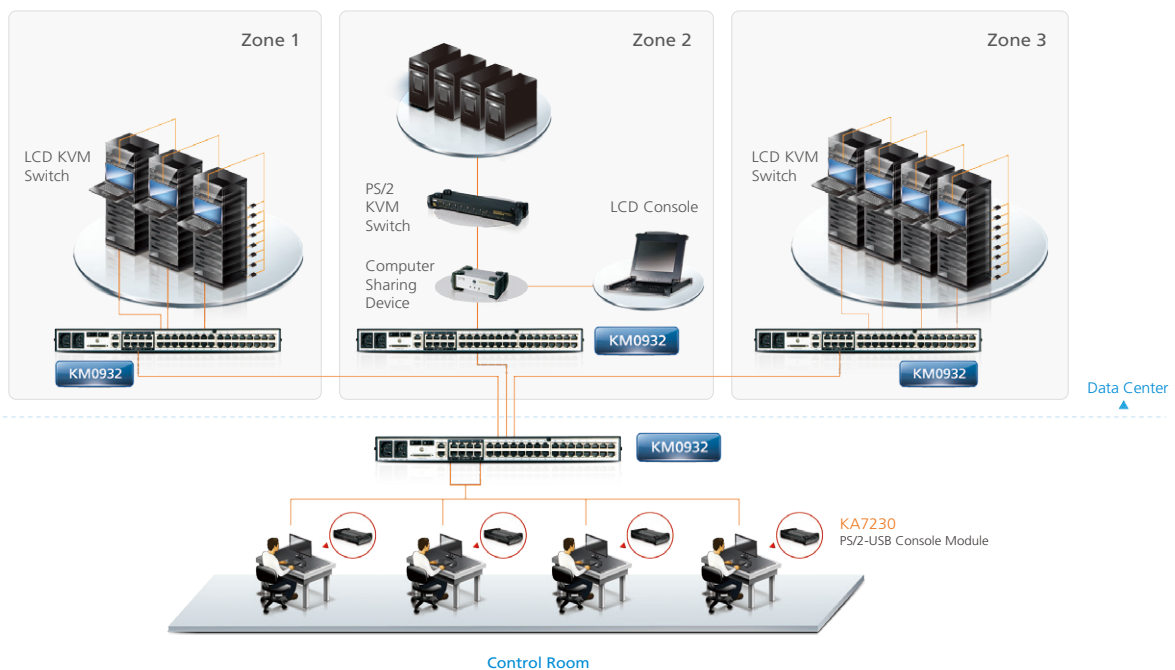 Zone 1
Zone 2
Zone 3
LCD KVM
Switch
PS/2
KVM
Switch
LCD Console
Computer
Sharing
Device
LCD KVM
Switch
KM0932
KM0932
KM0932
Data Center
KM0932
KA7230
PS/2-USB Console Module
Control Room